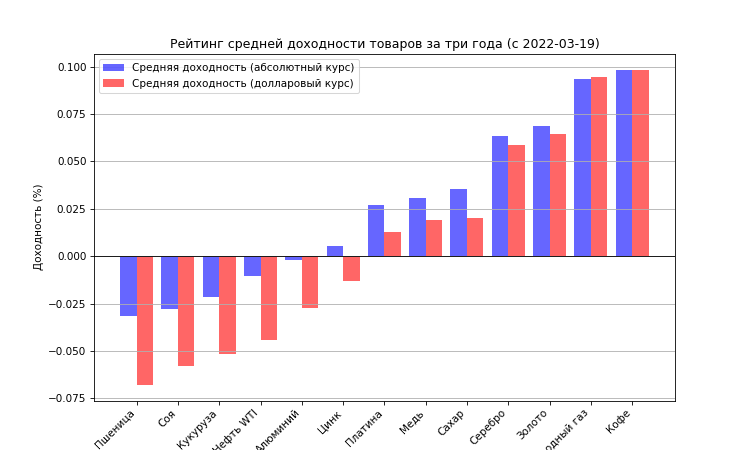 Рейтинг средней доходности товаров за три года (с 2022-03-19)
Средняя доходность (абсолютный курс)
Средняя доходность (долларовый курс)
Доходность (%)
0.100
0.075
0.050
0.025
0.000
−0.025
−0.050
−0.075
Пшеница
Соя
Кукуруза
Нефть WTI
Алюминий
Цинк
Платина
Медь
Сахар
Серебро
Золото
одный газ
Кофе